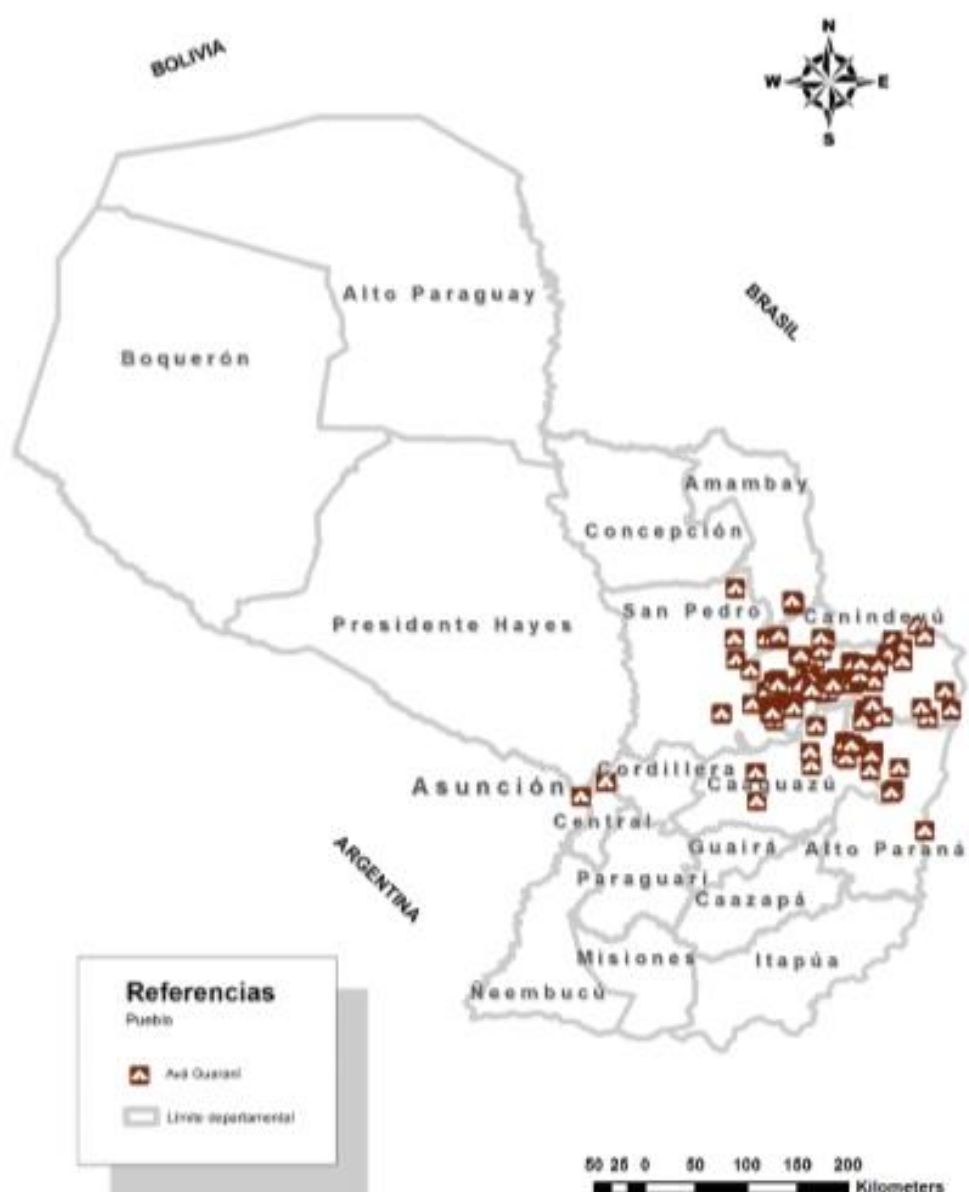 BOLIVIA
N
W E
S
Alto Paraguay
BRASIL
Boquerón
Amambay
Concepción
San Pedro
Canindeyú
Presidente Hayes
Cordillera
Asunción
Caaguazú
Central
Guairá
Alto Paraná
ARGENTINA
Paraguarí
Caazapá
Misiones
Itapúa
Ñeembucú
Referencias
Pueblo
Avá Guaraní
Límite departamental
50 25 0 50 100 150 200
Kilometers